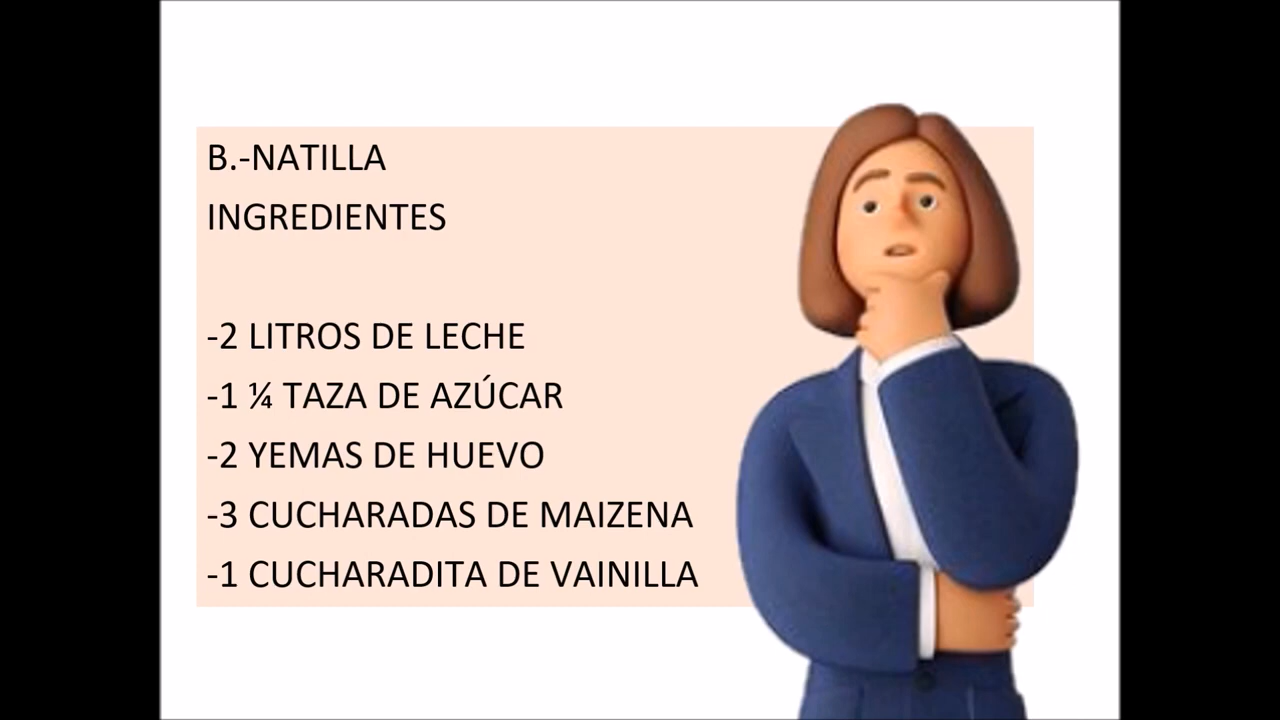 B.-NATILLA
INGREDIENTES
-2 LITROS DE LECHE
-1 ¼ TAZA DE AZÚCAR
-2 YEMAS DE HUEVO
-3 CUCHARADAS DE MAIZENA
-1 CUCHARADITA DE VAINILLA